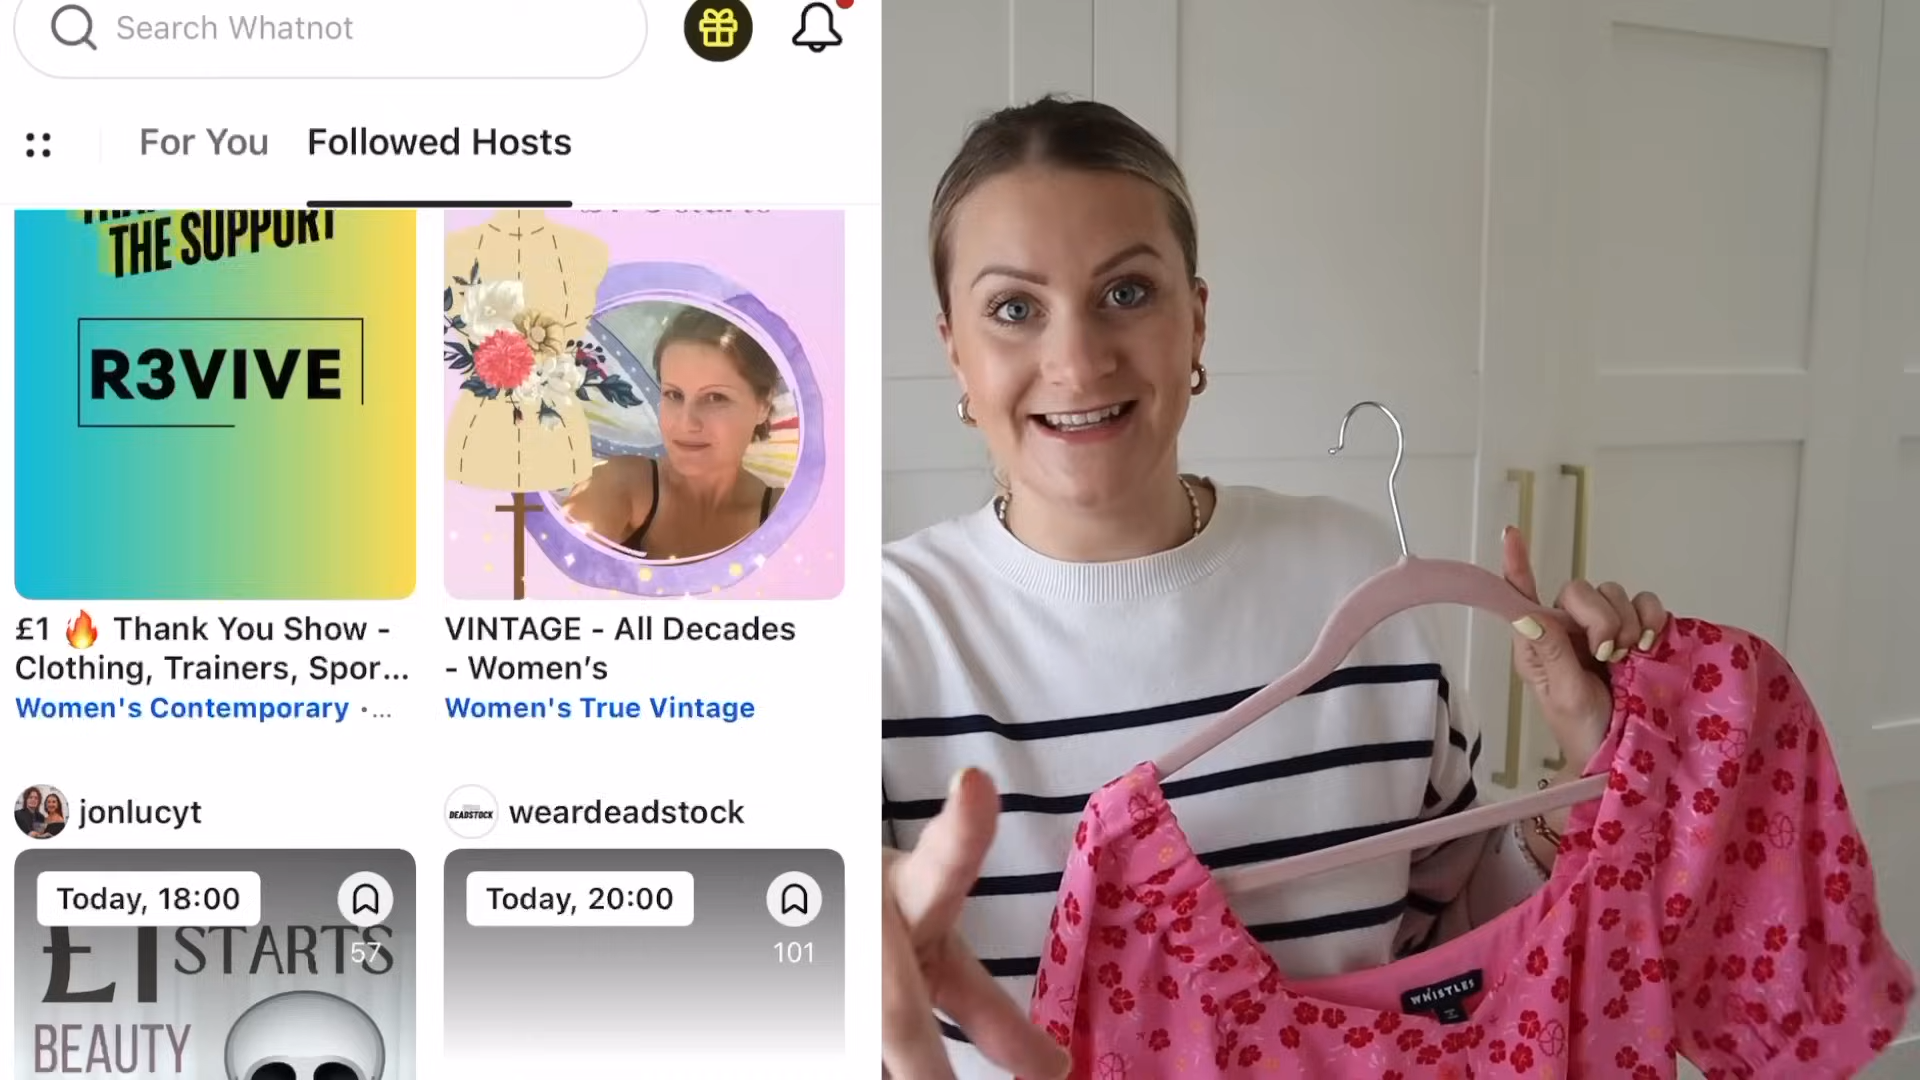 Search Whatnot
For You
Followed Hosts
THE SUPPORT
R3VIVE
£1 🔥 Thank You Show -
Clothing, Trainers, Spor...
Women's Contemporary •...
VINTAGE - All Decades
- Women's
Women's True Vintage
jonlucyt
DEADSTOCK
weardeadstock
Today, 18:00
57
£1 STARTS
BEAUTY
Today, 20:00
101
WHISTLES